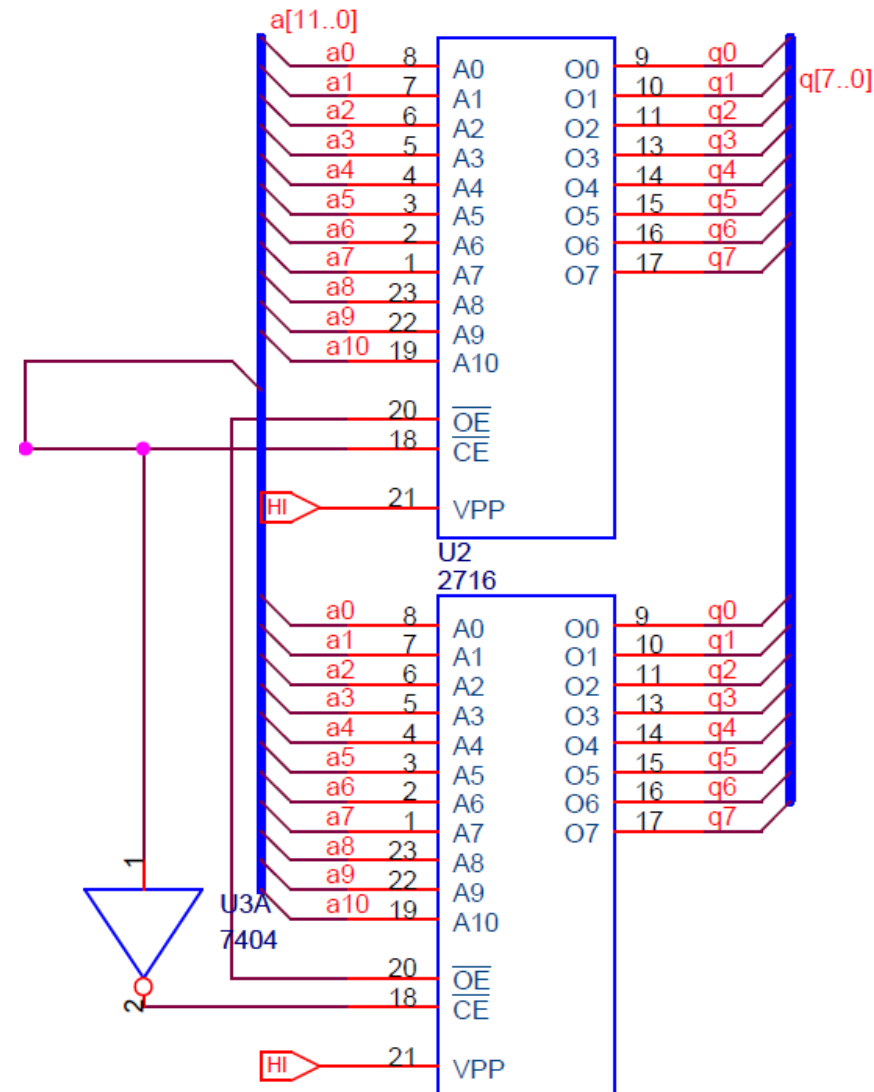 a[11..0]
a0 8 A0 O0 9 q0
a1 7 A1 O1 10 q1 q[7..0]
a2 6 A2 O2 11 q2
a3 5 A3 O3 13 q3
a4 4 A4 O4 14 q4
a5 3 A5 O5 15 q5
a6 2 A6 O6 16 q6
a7 1 A7 O7 17 q7
a8 23 A8
a9 22 A9
a10 19 A10
20 OE
18 CE
HI 21 VPP
U2
2716
a0 8 A0 O0 9 q0
a1 7 A1 O1 10 q1
a2 6 A2 O2 11 q2
a3 5 A3 O3 13 q3
a4 4 A4 O4 14 q4
a5 3 A5 O5 15 q5
a6 2 A6 O6 16 q6
a7 1 A7 O7 17 q7
a8 23 A8
1 a9 22 A9
U3A a10 19 A10
7404
20 OE
2 18 CE
HI 21 VPP